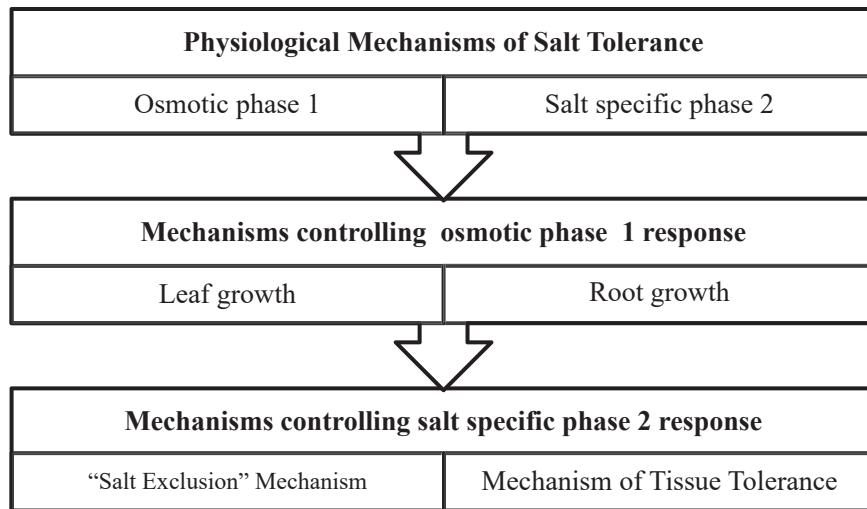 Physiological Mechanisms of Salt Tolerance
Osmotic phase 1
Salt specific phase 2
Mechanisms controlling osmotic phase 1 response
Leaf growth
Root growth
Mechanisms controlling salt specific phase 2 response
“Salt Exclusion” Mechanism
Mechanism of Tissue Tolerance